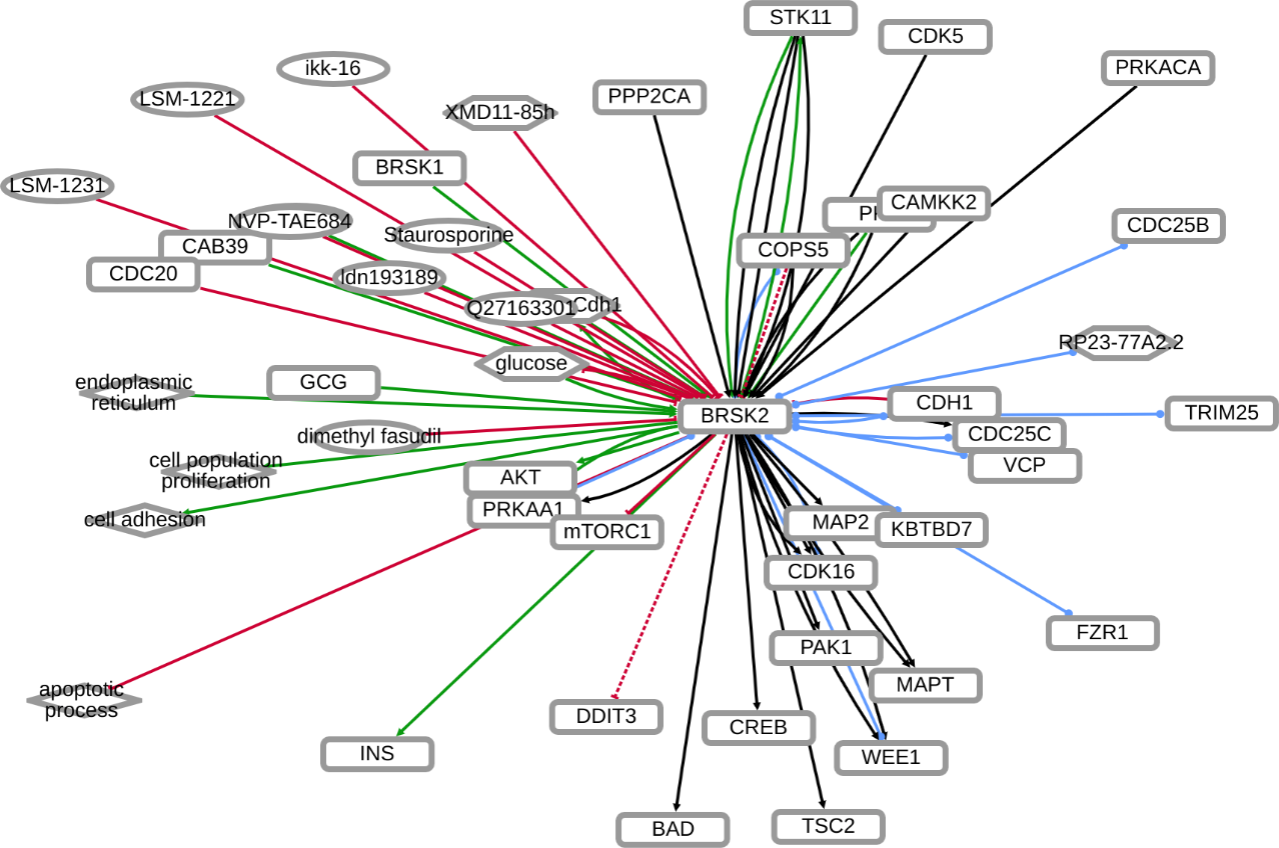 STK11
CDK5
ikk-16
PRKACA
LSM-1221
PPP2CA
XMD11-85h
BRSK1
LSM-1231
CAMKK2
NVP-TAE684
CDC25B
Staurosporine
CAB39
COPS5
CDC20
ldn193189
Q27163301
Cdh1
RP23-77A2.2
glucose
GCG
endoplasmic
reticulum
CDH1
BRSK2
TRIM25
dimethyl fasudil
CDC25C
cell population
proliferation
VCP
AKT
PRKAA1
cell adhesion
mTORC1
MAP2
KBTBD7
CDK16
FZR1
PAK1
MAPT
apoptotic
process
DDIT3
CREB
INS
WEE1
BAD
TSC2